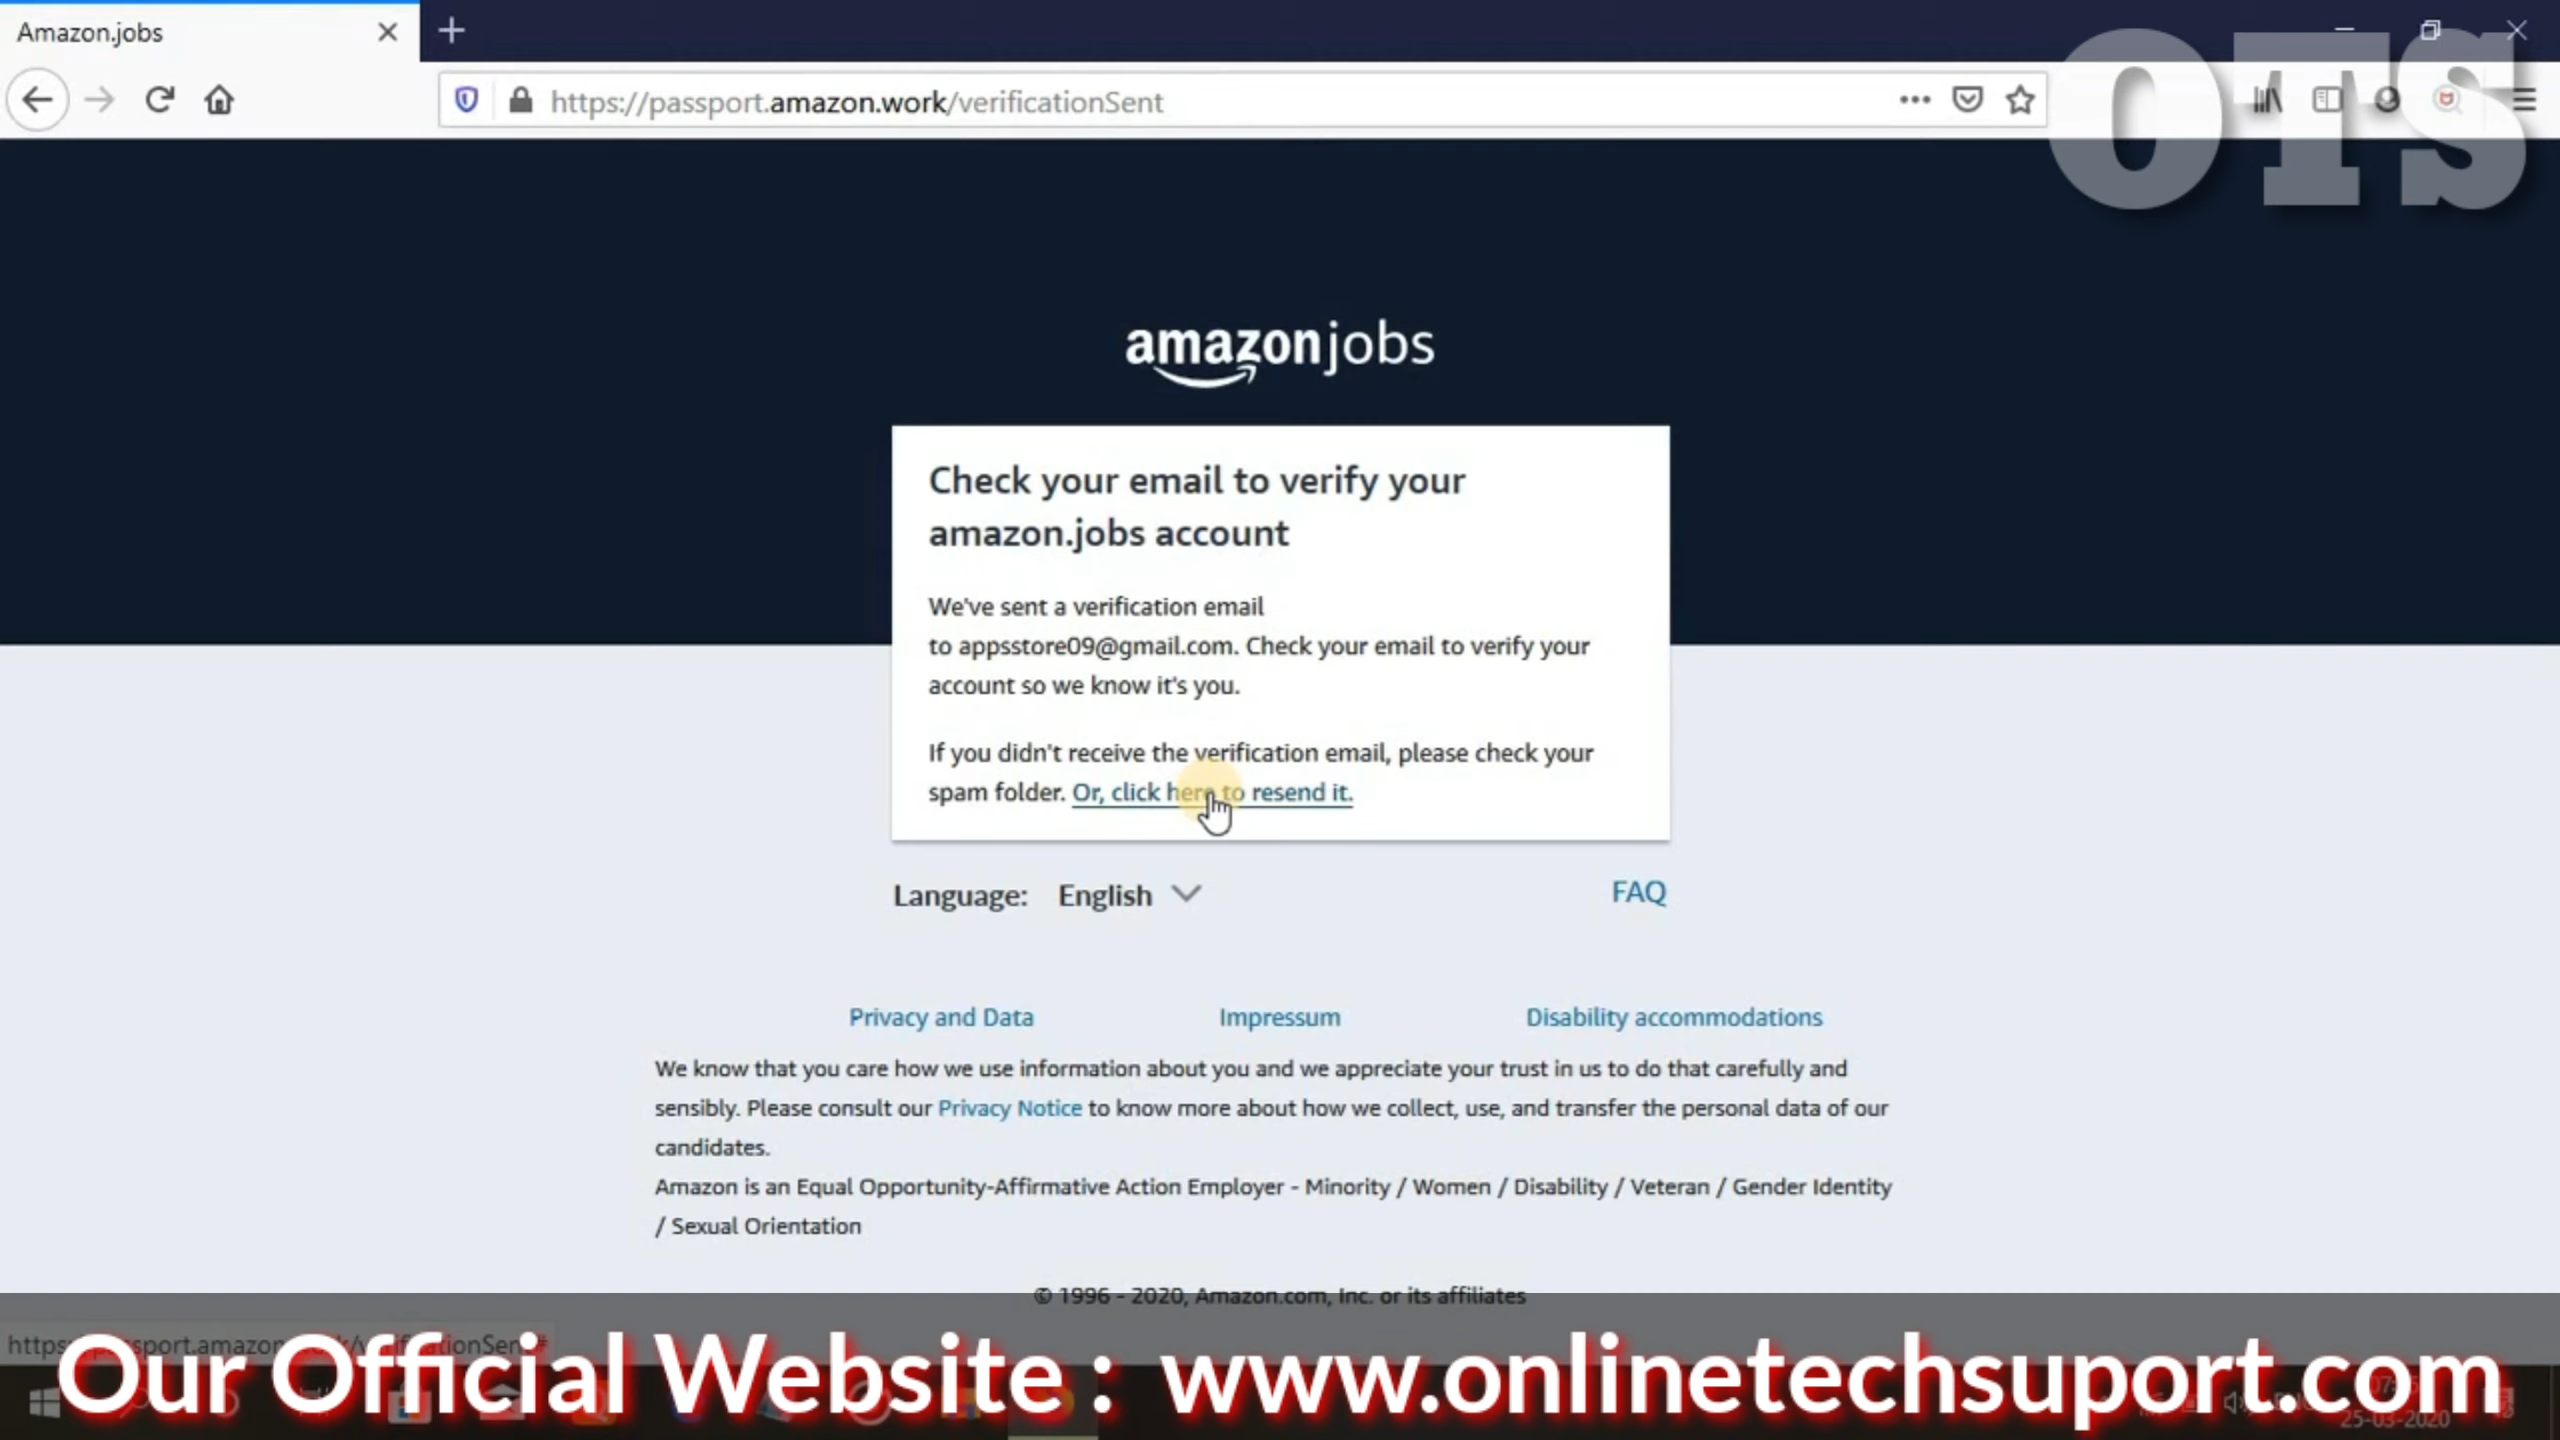 Amazon.jobs
OTS
https://passport.amazon.work/verificationSent
amazonjobs
Check your email to verify your
amazon.jobs account
We've sent a verification email
to appsstore09@gmail.com. Check your email to verify your
account so we know it's you.
If you didn't receive the verification email, please check your
spam folder. Or, click here to resend it.
Language: English
FAQ
Privacy and Data
Impressum
Disability accommodations
We know that you care how we use information about you and we appreciate your trust in us to do that carefully and
sensibly. Please consult our Privacy Notice to know more about how we collect, use, and transfer the personal data of our
candidates.
Amazon is an Equal Opportunity-Affirmative Action Employer - Minority / Women / Disability / Veteran / Gender Identity
/ Sexual Orientation
© 1996 - 2020, Amazon.com, Inc. or its affiliates
Our Official Website : www.onlinetechsuport.com
25-03-2020